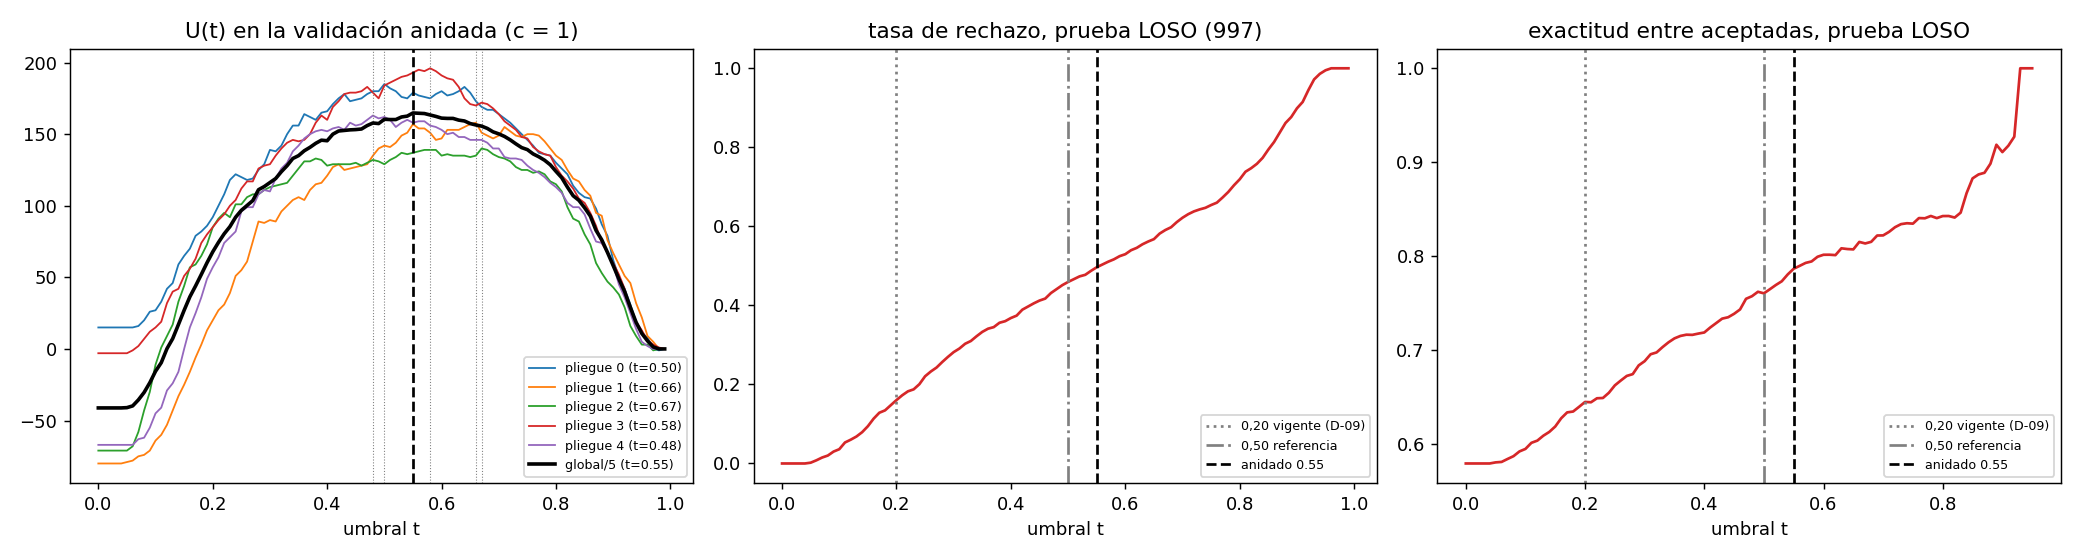 U(t) en la validación anidada (c = 1)
200
150
100
50
0
−50
0.0 0.2 0.4 0.6 0.8 1.0
umbral t
pliegue 0 (t=0.50)
pliegue 1 (t=0.66)
pliegue 2 (t=0.67)
pliegue 3 (t=0.58)
pliegue 4 (t=0.48)
global/5 (t=0.55)
tasa de rechazo, prueba LOSO (997)
1.0
0.8
0.6
0.4
0.2
0.0
0.0 0.2 0.4 0.6 0.8 1.0
umbral t
0,20 vigente (D-09)
0,50 referencia
anidado 0.55
exactitud entre aceptadas, prueba LOSO
1.0
0.9
0.8
0.7
0.6
0.0 0.2 0.4 0.6 0.8
umbral t
0,20 vigente (D-09)
0,50 referencia
anidado 0.55